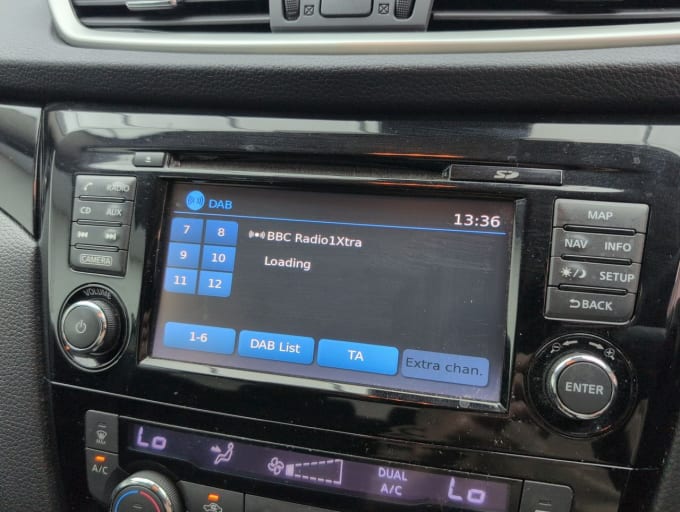 RADIO
CD AUX
CAMERA
VOLUME
SD
DAB
13:36
7 8
9 10
11 12
BBC Radio1Xtra
Loading
1-6
DAB List
TA
Extra chan.
MAP
NAV INFO
SETUP
BACK
ENTER
MAX
A/C
Lo
DUAL
A/C
Lo